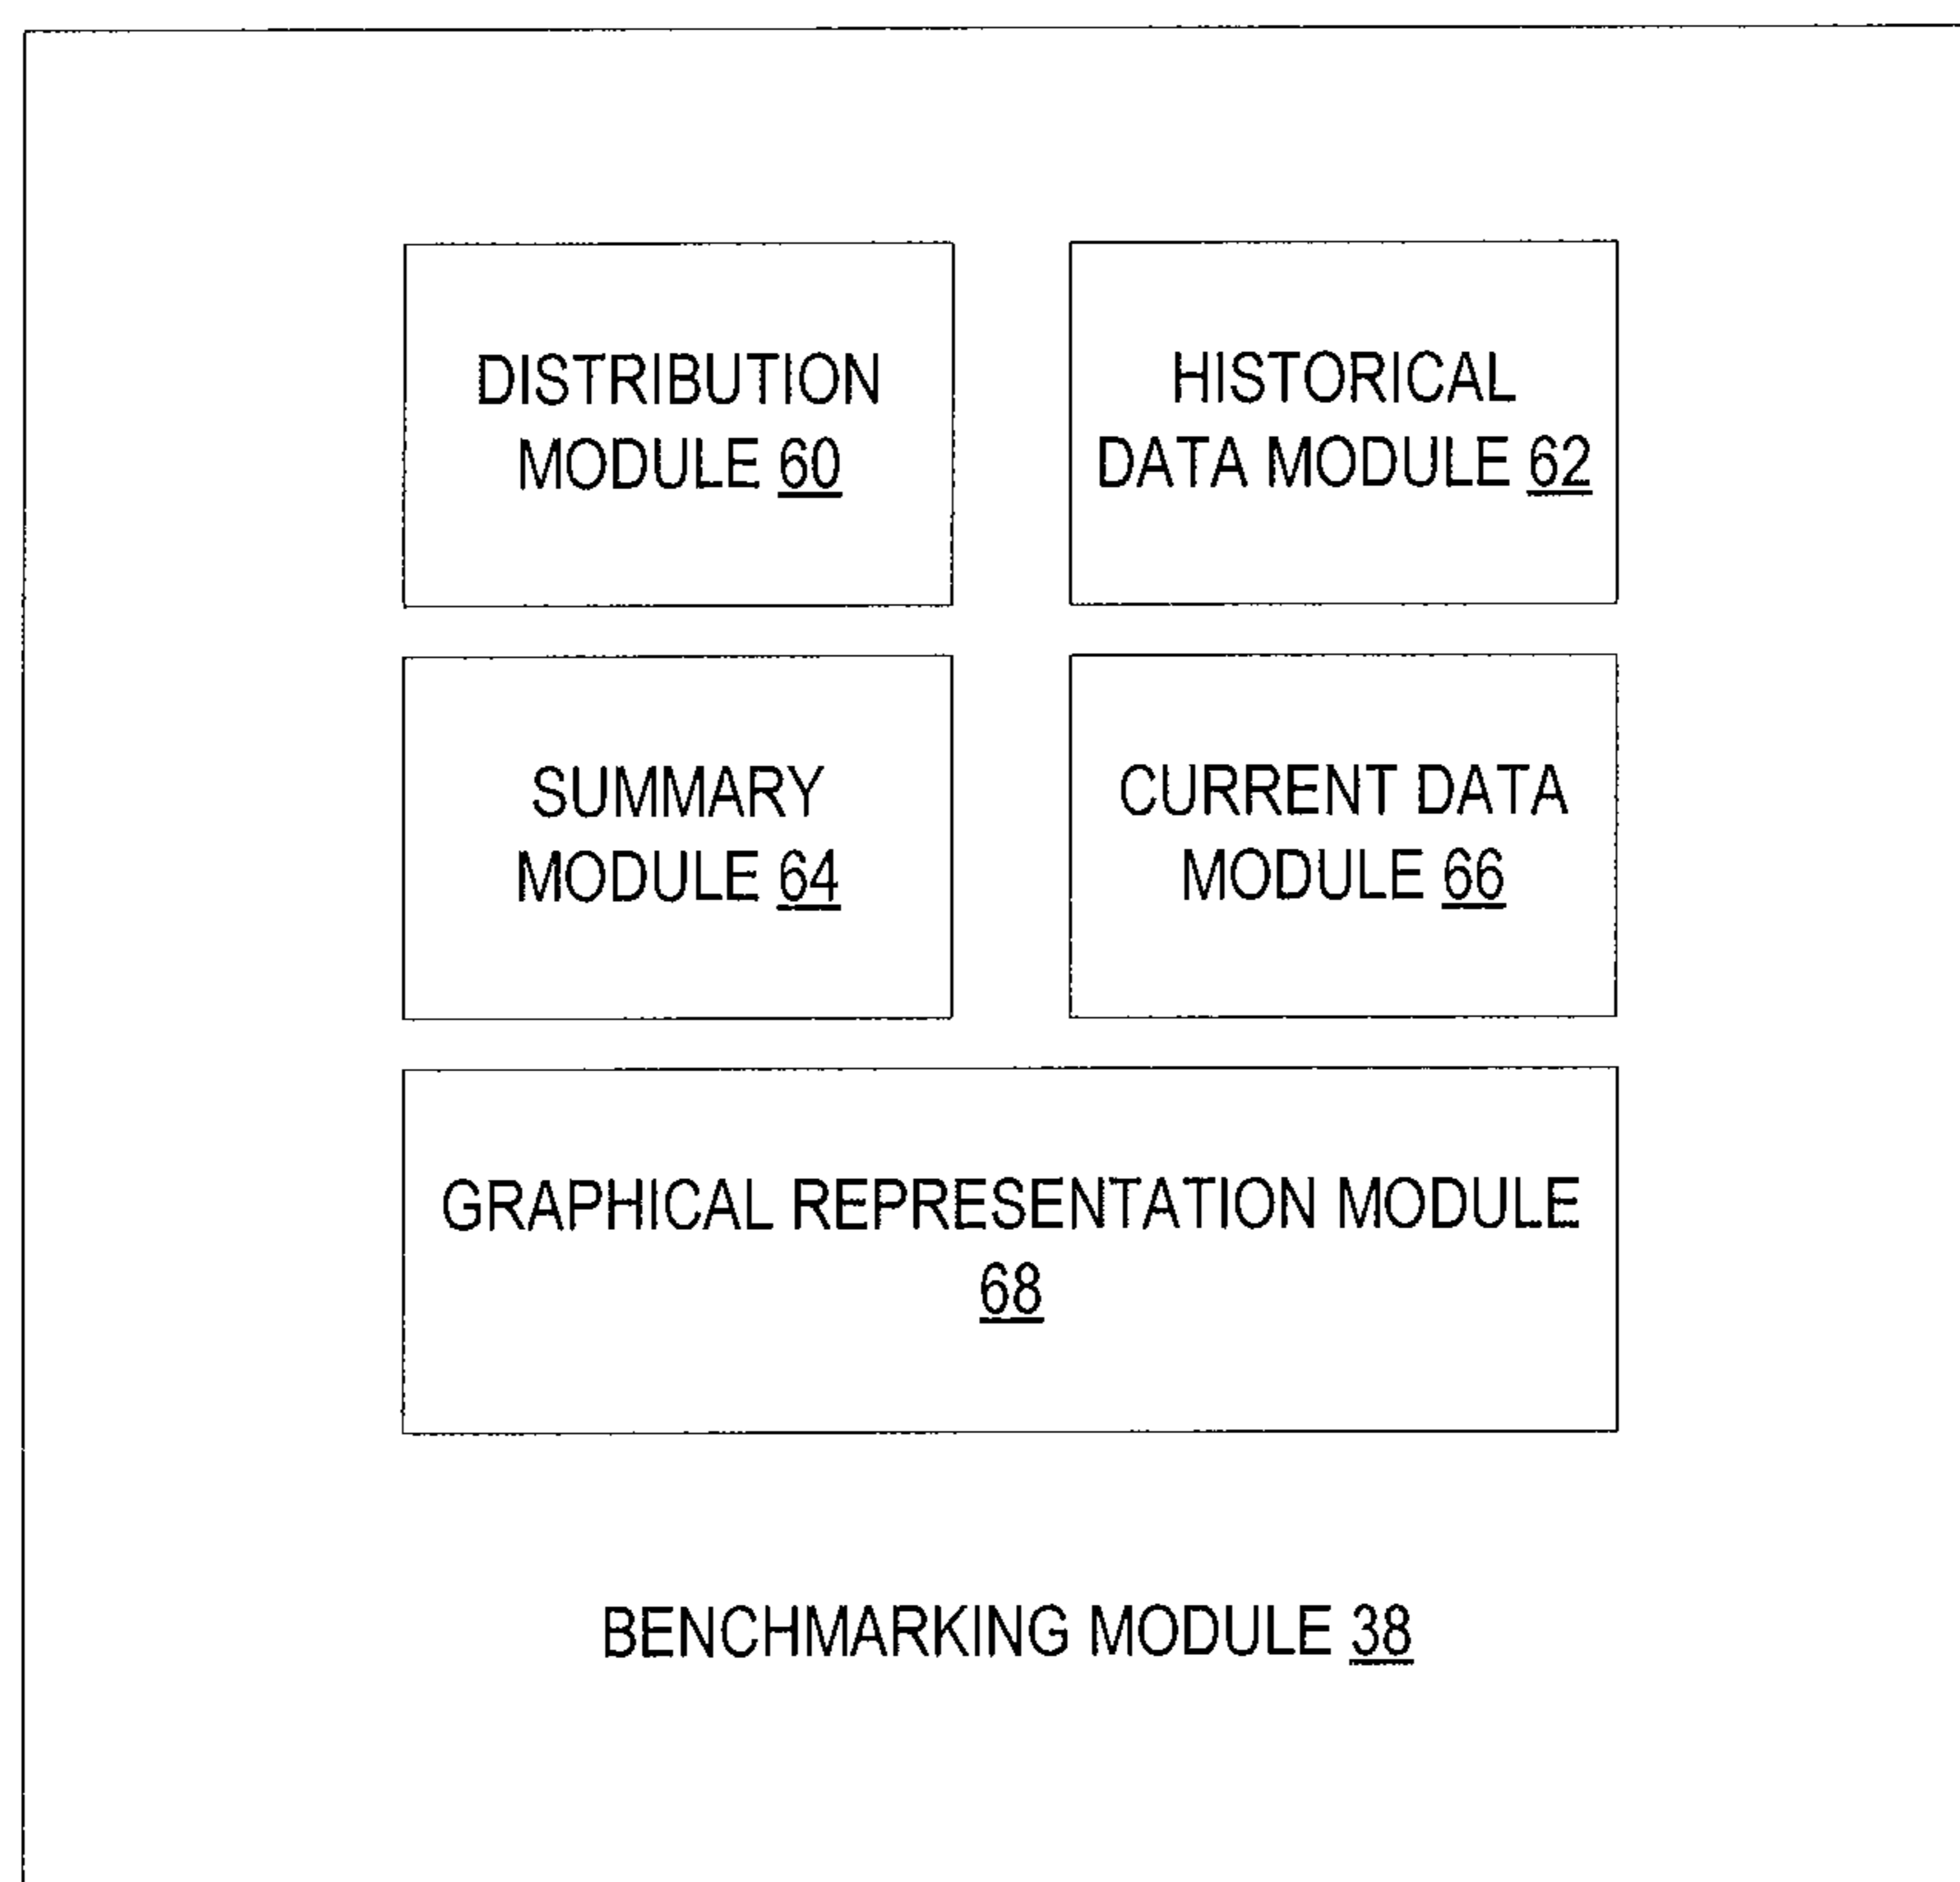 DISTRIBUTION
MODULE 60
HISTORICAL
DATA MODULE 62
SUMMARY
MODULE 64
CURRENT DATA
MODULE 66
GRAPHICAL REPRESENTATION MODULE
68
BENCHMARKING MODULE 38